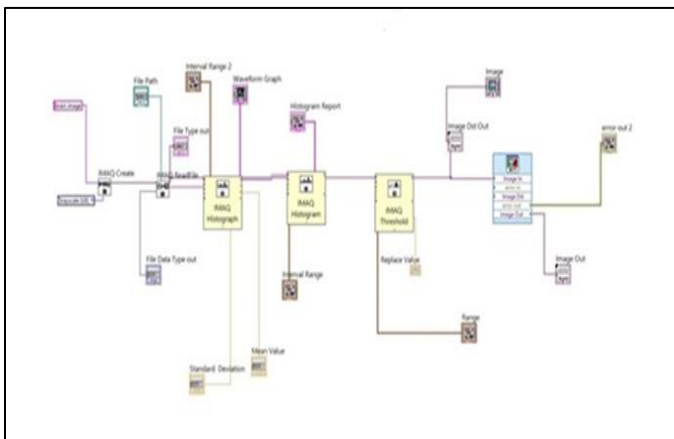 Interval Range 2
File Path
Waveform Graph
Image
File Type out
Histogram Report
Image Dst Out
error out 2
IMAQ Create
IMAQ ReadFile
IMAQ
Histograph
IMAQ
Histogram
IMAQ
Threshold
Image In
error in
Image Dst
error out
Image Out
File Data Type out
Interval Range
Replace Value
Image Out
Range
Mean Value
Standard Deviation